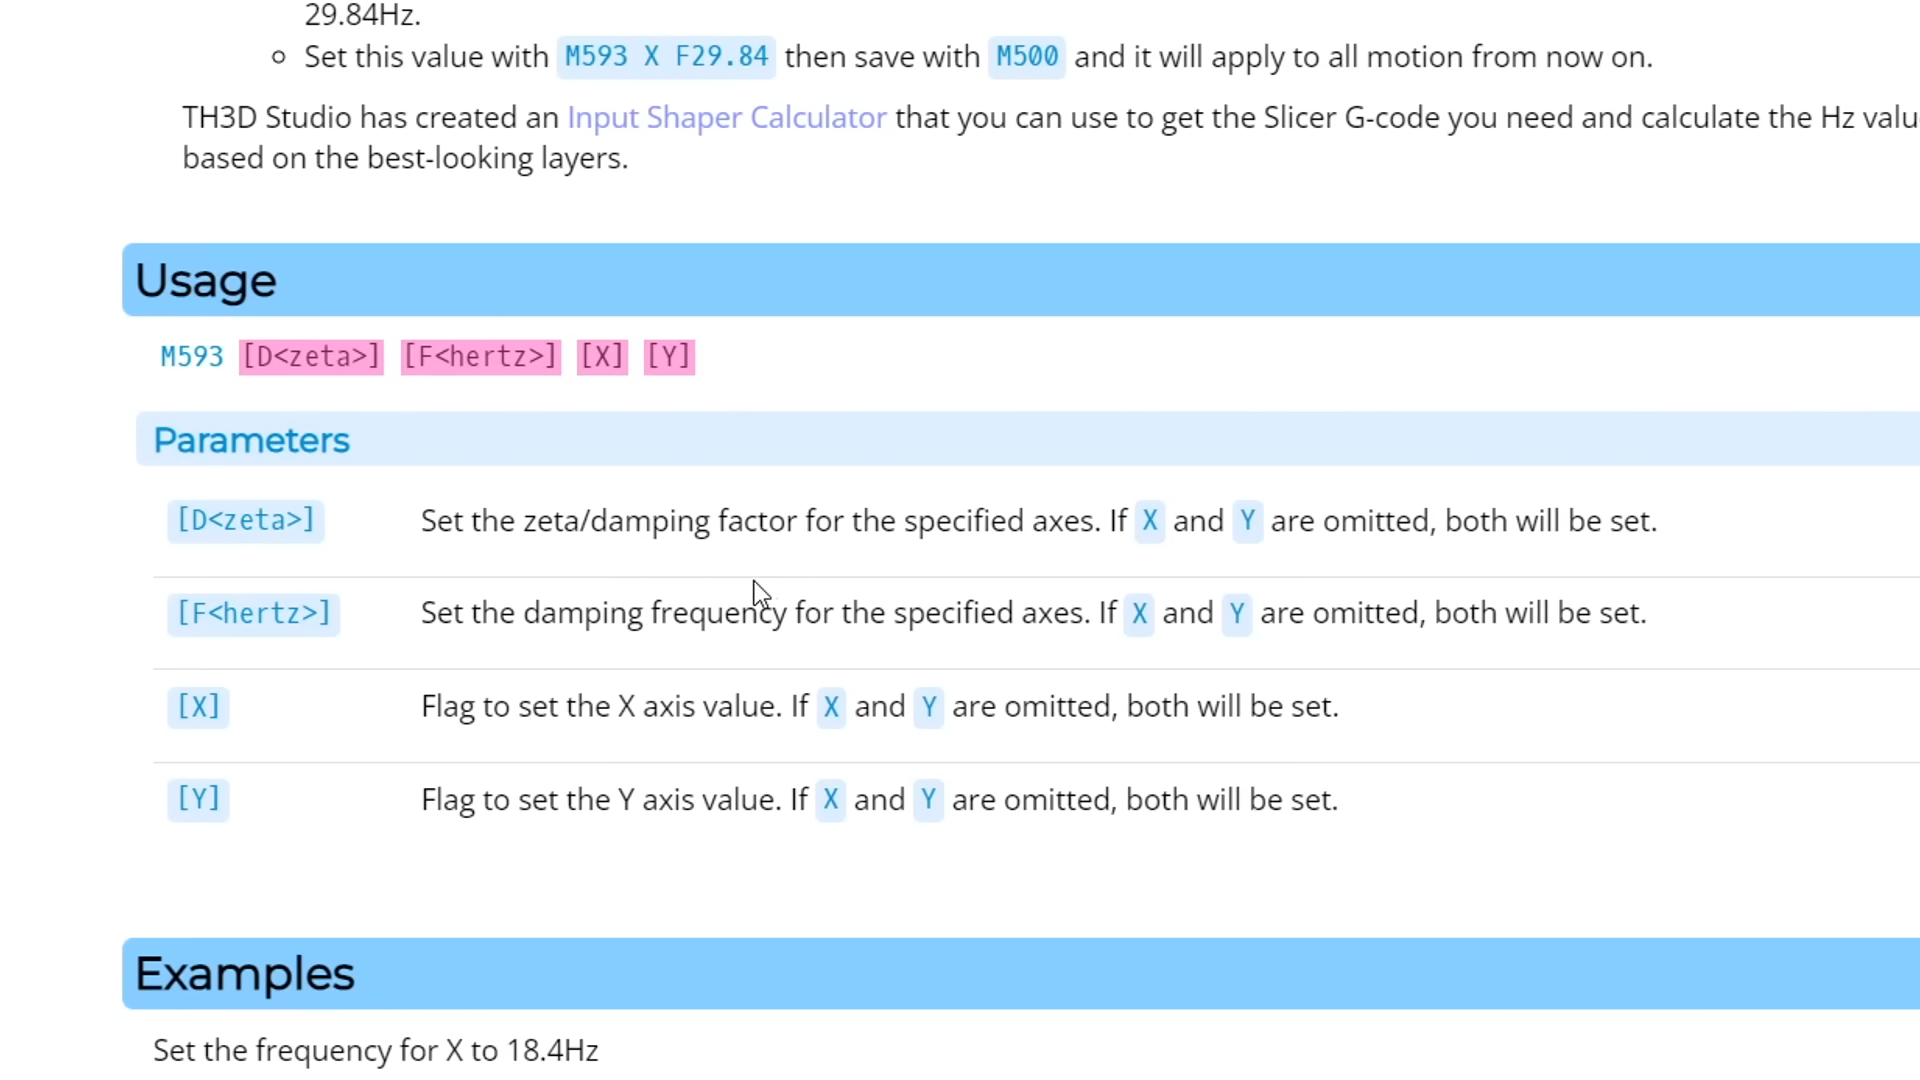 29.84Hz.
Set this value with M593 X F29.84 then save with M500 and it will apply to all motion from now on.
TH3D Studio has created an Input Shaper Calculator that you can use to get the Slicer G-code you need and calculate the Hz valu
based on the best-looking layers.
Usage
M593 [D<zeta>] [F<hertz>] [X] [Y]
Parameters
[D<zeta>] Set the zeta/damping factor for the specified axes. If X and Y are omitted, both will be set.
[F<hertz>] Set the damping frequency for the specified axes. If X and Y are omitted, both will be set.
[X] Flag to set the X axis value. If X and Y are omitted, both will be set.
[Y] Flag to set the Y axis value. If X and Y are omitted, both will be set.
Examples
Set the frequency for X to 18.4Hz